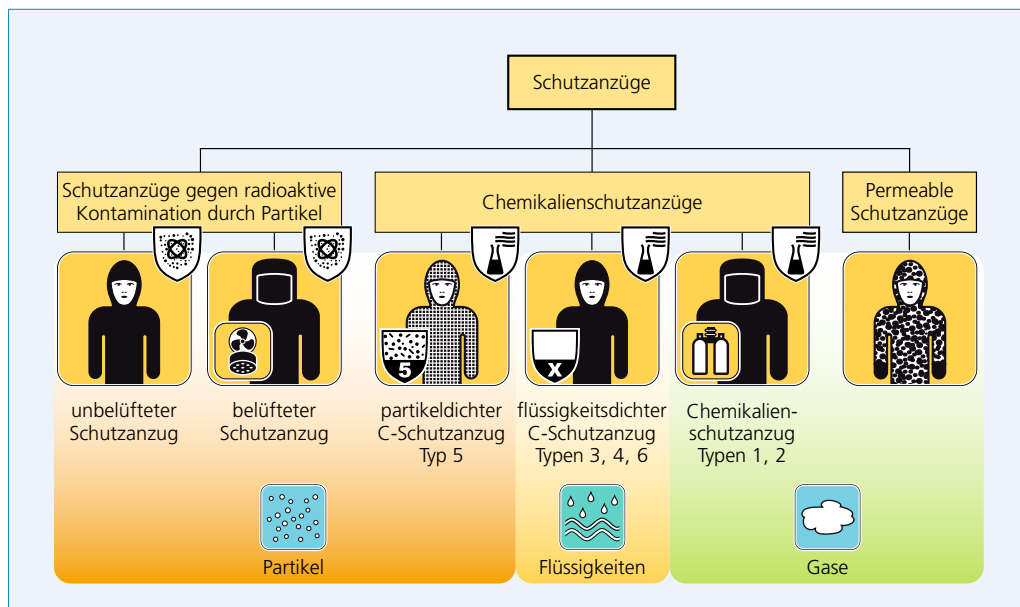 Schutzanzüge
Schutzanzüge gegen radioaktive
Kontamination durch Partikel
Chemikalienschutzanzüge
Permeable
Schutzanzüge
5
X
unbelüfteter
Schutzanzug
belüfteter
Schutzanzug
partikeldichter
C-Schutzanzug
Typ 5
flüssigkeitsdichter
C-Schutzanzug
Typen 3, 4, 6
Chemikalien-
schutzanzug
Typen 1, 2
Partikel
Flüssigkeiten
Gase